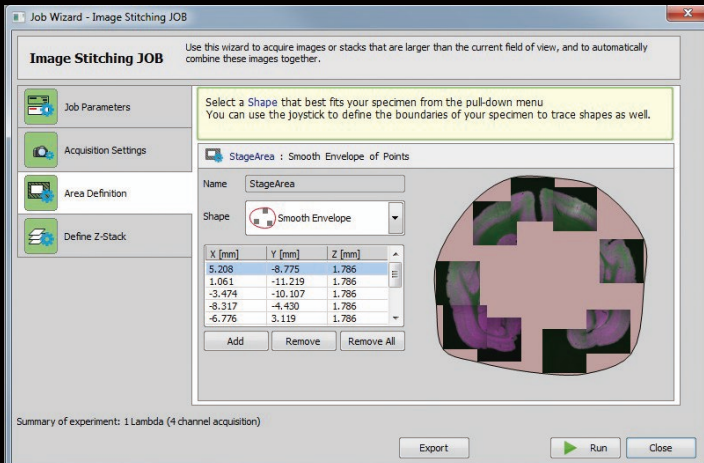 Job Wizard - Image Stitching JOB
Image Stitching JOB
Use this wizard to acquire images or stacks that are larger than the current field of view, and to automatically
combine these images together.
Job Parameters
Acquisition Settings
Area Definition
Define Z-Stack
Select a Shape that best fits your specimen from the pull-down menu
You can use the joystick to define the boundaries of your specimen to trace shapes as well.
StageArea : Smooth Envelope of Points
Name StageArea
Shape Smooth Envelope
X [mm] Y [mm] Z [mm]
5.208 -8.775 1.786
1.061 -11.219 1.786
-3.474 -10.107 1.786
-8.317 -4.430 1.786
-6.776 3.119 1.786
Add Remove Remove All
Summary of experiment: 1 Lambda (4 channel acquisition)
Export Run Close